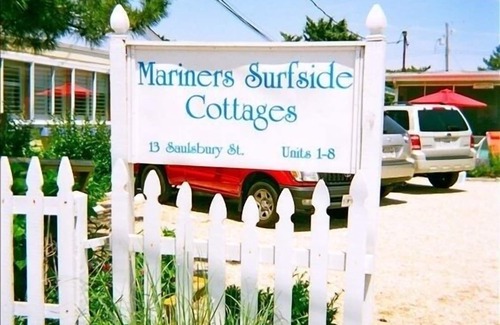 Mariners Surfside
Cottages
13 Saulsbury St. Units 1-8